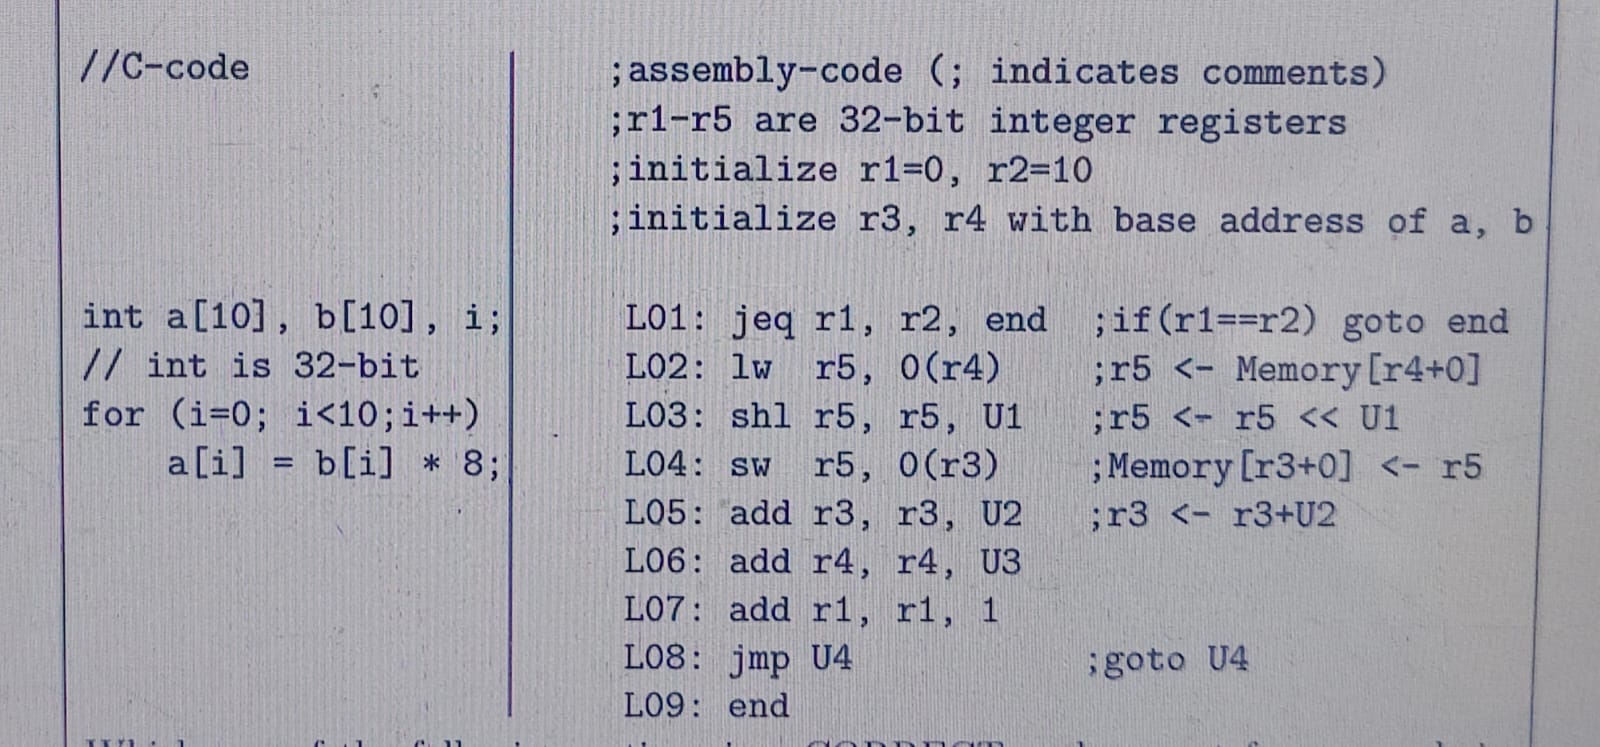 //C-code
;assembly-code (; indicates comments)
;r1-r5 are 32-bit integer registers
;initialize r1=0, r2=10
;initialize r3, r4 with base address of a, b
int a[10], b[10], i;
// int is 32-bit
for (i=0; i<10;i++)
a[i] = b[i] * 8;
L01: jeq r1, r2, end ;if(r1==r2) goto end
L02: lw r5, 0(r4) ;r5 <- Memory[r4+0]
L03: shl r5, r5, U1 ;r5 <- r5 << U1
L04: sw r5, 0(r3) ;Memory[r3+0] <- r5
L05: add r3, r3, U2 ;r3 <- r3+U2
L06: add r4, r4, U3
L07: add r1, r1, 1
L08: jmp U4 ;goto U4
L09: end